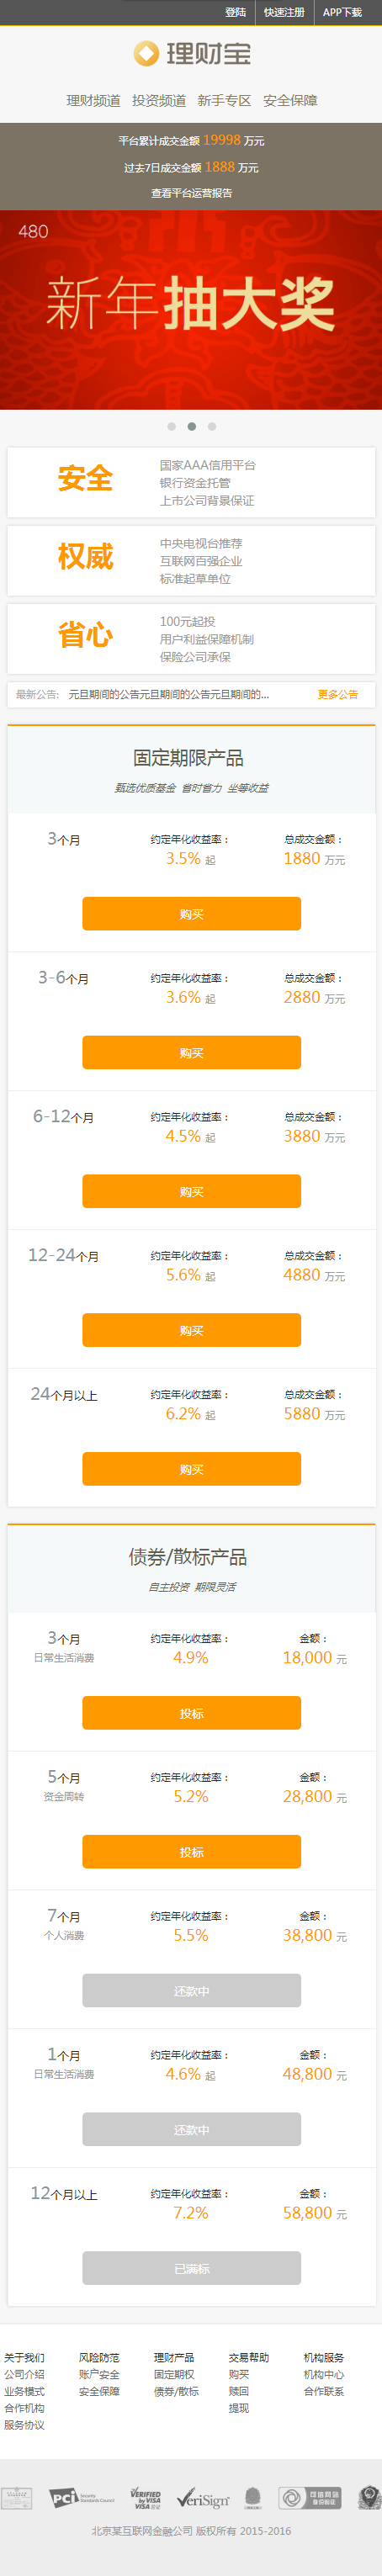 登陆 快速注册 APP下载
理财宝
理财频道 投资频道 新手专区 安全保障
平台累计成交金额 19998 万元
过去7日成交金额 1888 万元
查看平台运营报告
480
新年抽大奖
安全
国家AAA信用平台
银行资金托管
上市公司背景保证
权威
中央电视台推荐
互联网百强企业
标准起草单位
省心
100元起投
用户利益保障机制
保险公司承保
最新公告: 元旦期间的公告元旦期间的公告元旦期间的... 更多公告
固定期限产品
甄选优质基金 省时省力 坐等收益
3个月 约定年化收益率： 总成交金额：
3.5% 起 1880 万元
购买
3-6个月 约定年化收益率： 总成交金额：
3.6% 起 2880 万元
购买
6-12个月 约定年化收益率： 总成交金额：
4.5% 起 3880 万元
购买
12-24个月 约定年化收益率： 总成交金额：
5.6% 起 4880 万元
购买
24个月以上 约定年化收益率： 总成交金额：
6.2% 起 5880 万元
购买
债券/散标产品
自主投资 期限灵活
3个月 约定年化收益率： 金额：
日常生活消费 4.9% 18,000 元
投标
5个月 约定年化收益率： 金额：
资金周转 5.2% 28,800 元
投标
7个月 约定年化收益率： 金额：
个人消费 5.5% 38,800 元
还款中
1个月 约定年化收益率： 金额：
日常生活消费 4.6% 起 48,800 元
还款中
12个月以上 约定年化收益率： 金额：
7.2% 58,800 元
已满标
关于我们 风险防范 理财产品 交易帮助 机构服务
公司介绍 账户安全 固定期权 购买 机构中心
业务模式 安全保障 债券/散标 赎回 合作联系
合作机构 提现
服务协议
PCI Security Standards Council VERIFIED by VISA VeriSign
北京某互联网金融公司 版权所有 2015-2016